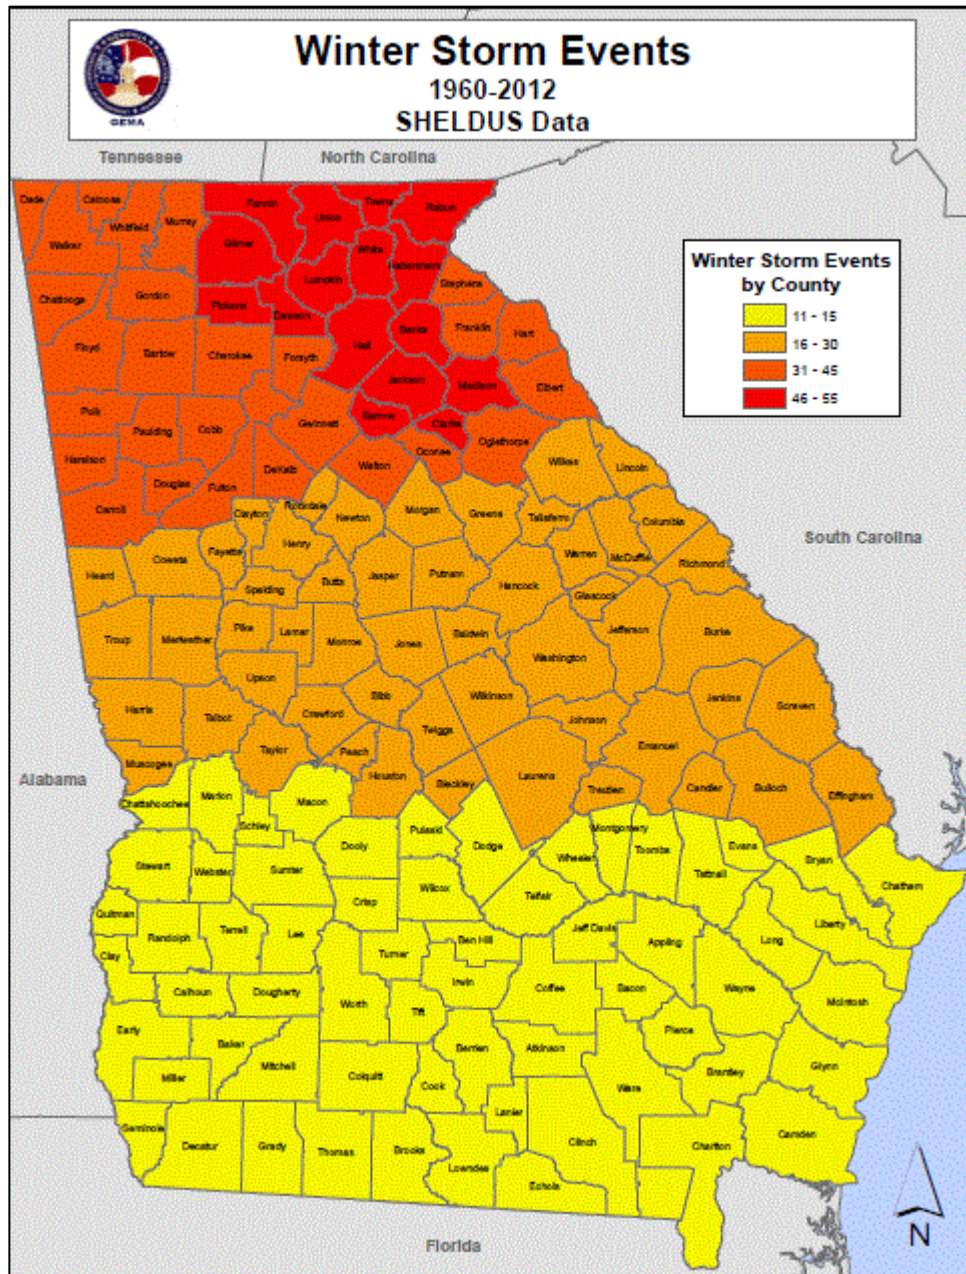 Winter Storm Events
1960-2012
SHELDUS Data
GEMA
Tennessee
North Carolina
Winter Storm Events
by County
11 - 15
16 - 30
31 - 45
46 - 55
South Carolina
Alabama
Florida
N
Dade
Catoosa
Whitfield
Murray
Fannin
Union
Towns
Rabun
Walker
Gilmer
White
Habersham
Lumpkin
Stephens
Chattooga
Gordon
Pickens
Dawson
Banks
Franklin
Hart
Floyd
Bartow
Cherokee
Forsyth
Hall
Jackson
Madison
Elbert
Polk
Paulding
Cobb
Gwinnett
Barrow
Clarke
Oglethorpe
Haralson
Douglas
Fulton
DeKalb
Walton
Oconee
Wilkes
Lincoln
Carroll
Clayton
Rockdale
Newton
Morgan
Greene
Taliaferro
Columbia
Heard
Coweta
Fayette
Henry
Butts
Jasper
Putnam
Hancock
Warren
McDuffie
Richmond
Spalding
Glascock
Troup
Meriwether
Pike
Lamar
Monroe
Jones
Baldwin
Washington
Jefferson
Burke
Upson
Bibb
Wilkinson
Jenkins
Screven
Harris
Talbot
Crawford
Twiggs
Johnson
Emanuel
Muscogee
Taylor
Peach
Houston
Bleckley
Laurens
Treutlen
Candler
Bulloch
Effingham
Chattahoochee
Marion
Macon
Schley
Dooly
Pulaski
Dodge
Montgomery
Wheeler
Toombs
Evans
Tattnall
Bryan
Chatham
Stewart
Webster
Sumter
Crisp
Wilcox
Telfair
Quitman
Randolph
Terrell
Lee
Turner
Ben Hill
Jeff Davis
Appling
Long
Liberty
Clay
Calhoun
Dougherty
Worth
Tift
Irwin
Coffee
Bacon
Wayne
McIntosh
Early
Baker
Mitchell
Berrien
Atkinson
Pierce
Brantley
Glynn
Miller
Colquitt
Cook
Lanier
Ware
Seminole
Decatur
Grady
Thomas
Brooks
Lowndes
Echols
Clinch
Charlton
Camden